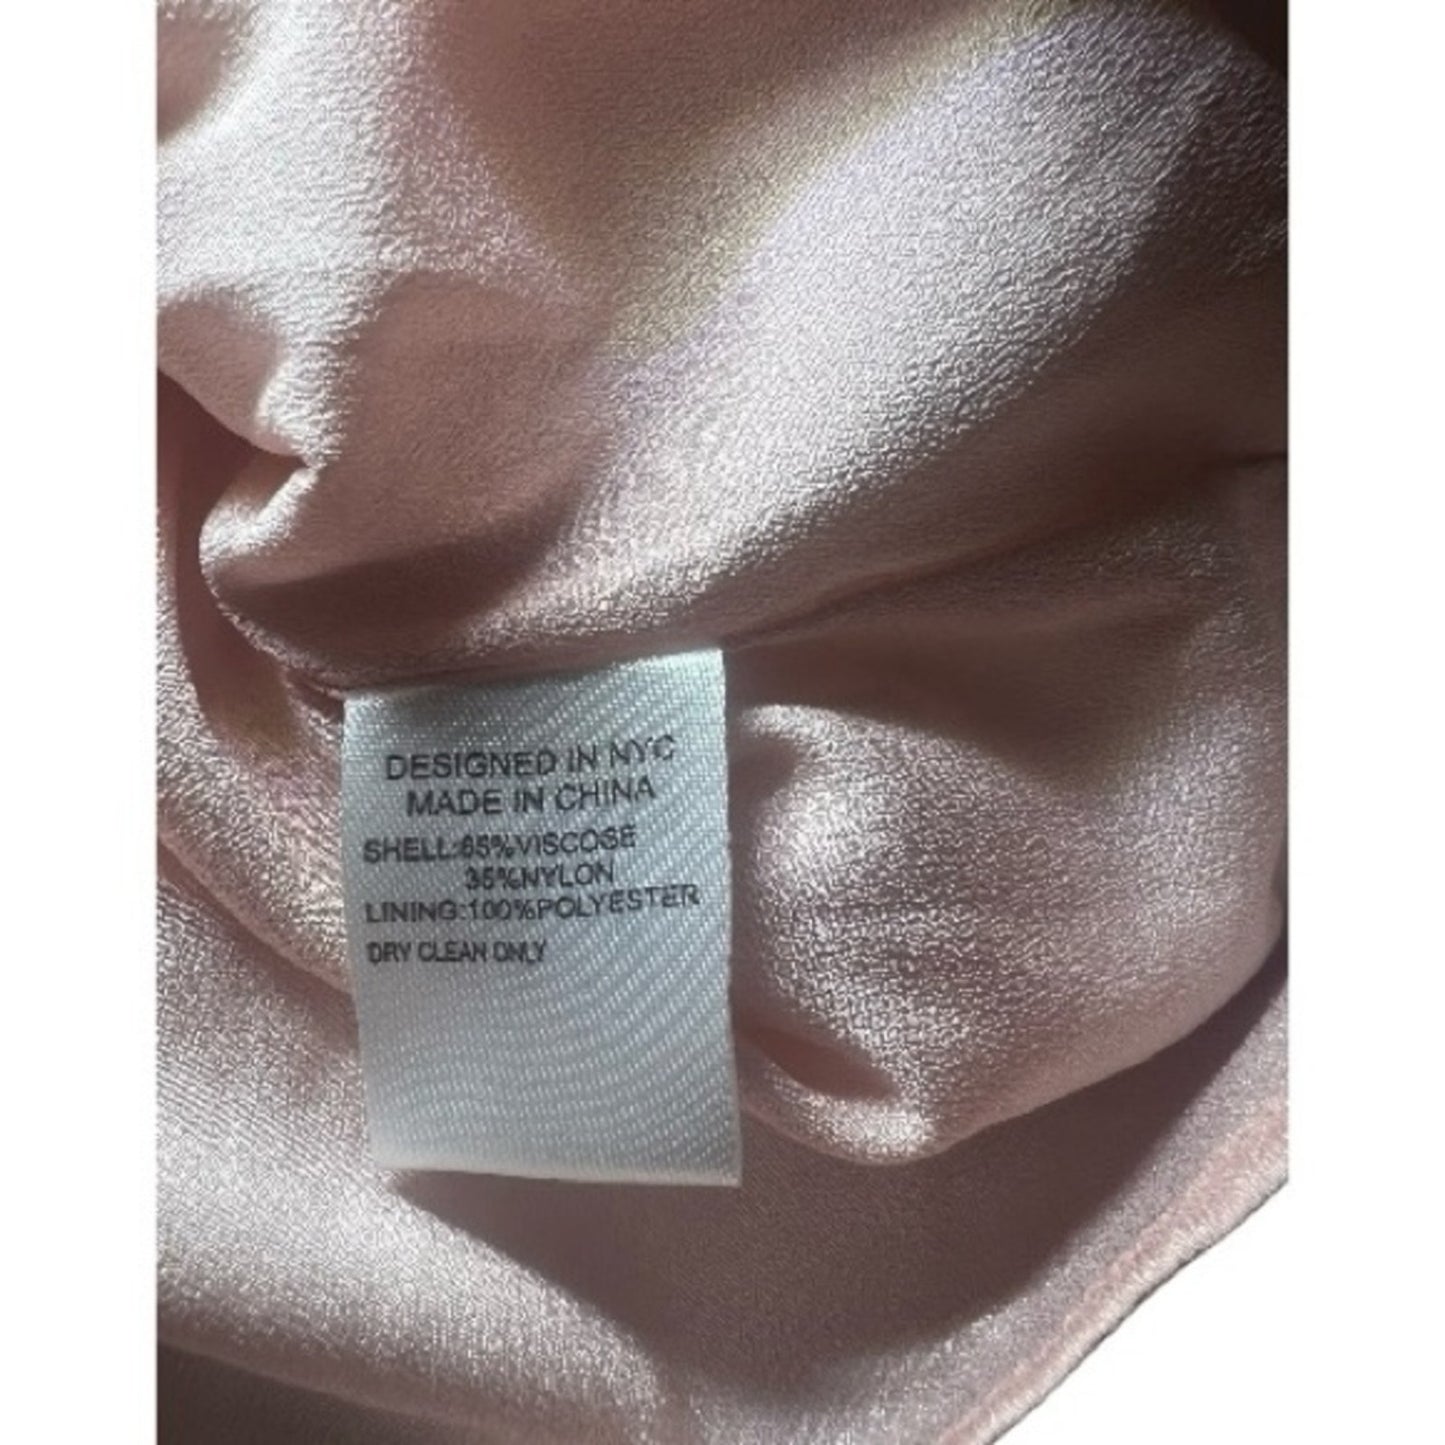 DESIGNED IN NYC
MADE IN CHINA
SHELL:65%VISCOSE
35%NYLON
LINING:100%POLYESTER
DRY CLEAN ONLY